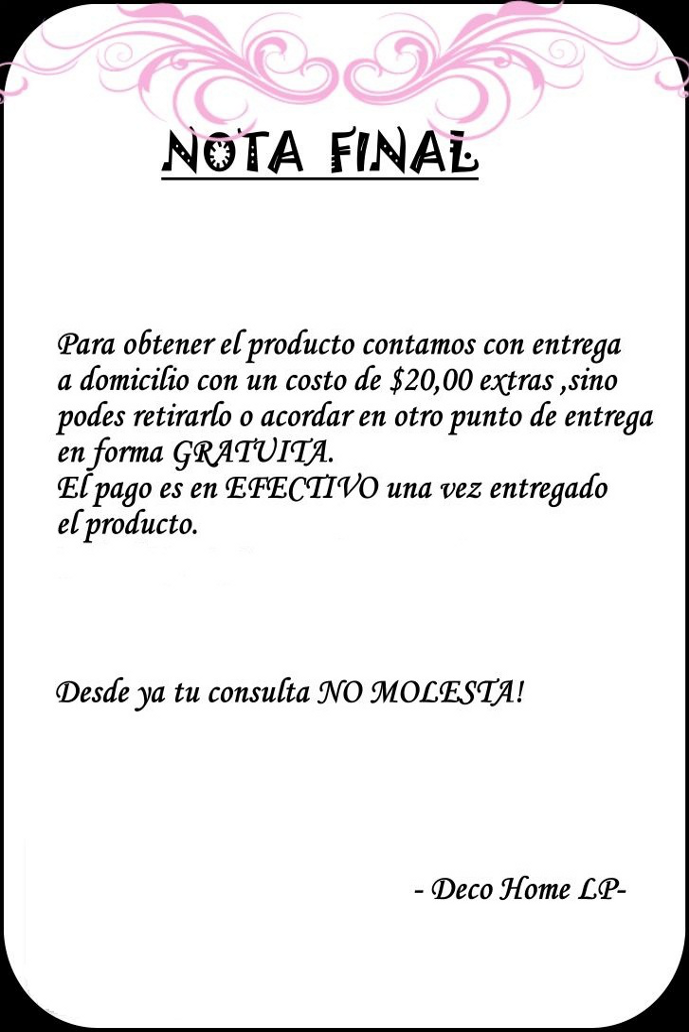 NOTA FINAL
Para obtener el producto contamos con entrega
a domicilio con un costo de $20,00 extras ,sino
podes retirarlo o acordar en otro punto de entrega
en forma GRATUITA.
El pago es en EFECTIVO una vez entregado
el producto.
Desde ya tu consulta NO MOLESTA!
- Deco Home LP-